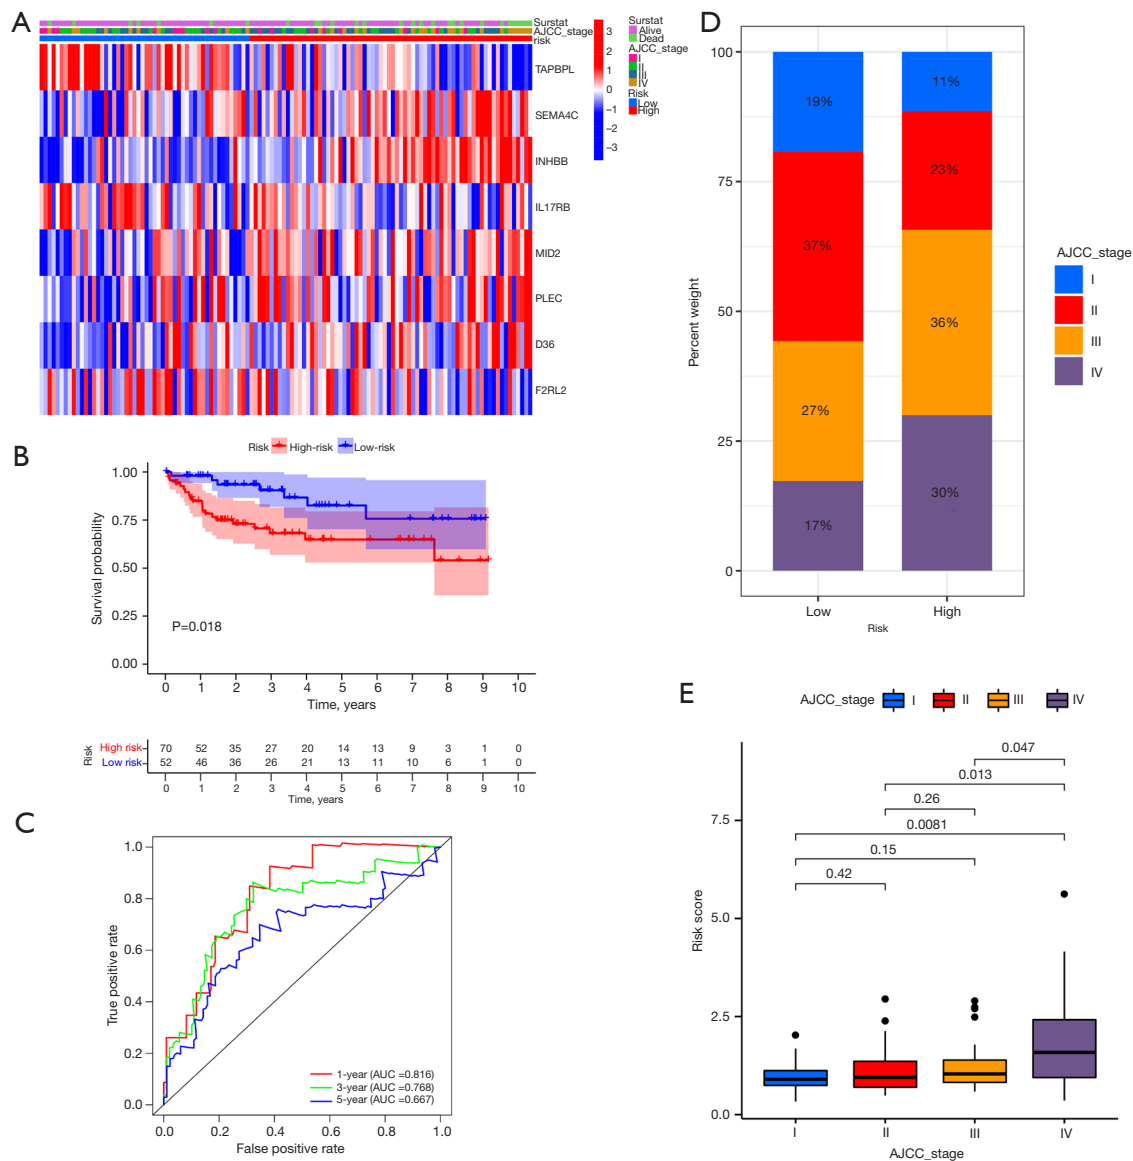 A
Surstat
AJCC_stage
risk
TAPBPL
SEMA4C
INHBB
IL17RB
MID2
PLEC
D36
F2RL2
3
2
1
0
−1
−2
−3
Surstat
Alive
Dead
AJCC_stage
I
II
III
IV
Risk
Low
High
B
Risk High-risk Low-risk
Survival probability
1.00
0.75
0.50
0.25
0.00
P=0.018
0 1 2 3 4 5 6 7 8 9 10
Time, years
Risk
High risk 70 52 35 27 20 14 13 9 3 1 0
Low risk 52 46 36 26 21 13 11 10 6 1 0
0 1 2 3 4 5 6 7 8 9 10
Time, years
C
True positive rate
1.0
0.8
0.6
0.4
0.2
0.0
1-year (AUC =0.816)
3-year (AUC =0.768)
5-year (AUC =0.667)
0.0 0.2 0.4 0.6 0.8 1.0
False positive rate
D
Percent weight
100
75
50
25
0
19%
37%
27%
17%
11%
23%
36%
30%
Low High
Risk
AJCC_stage
I
II
III
IV
E
AJCC_stage I II III IV
Risk score
7.5
5.0
2.5
0.0
0.047
0.013
0.26
0.0081
0.15
0.42
I II III IV
AJCC_stage